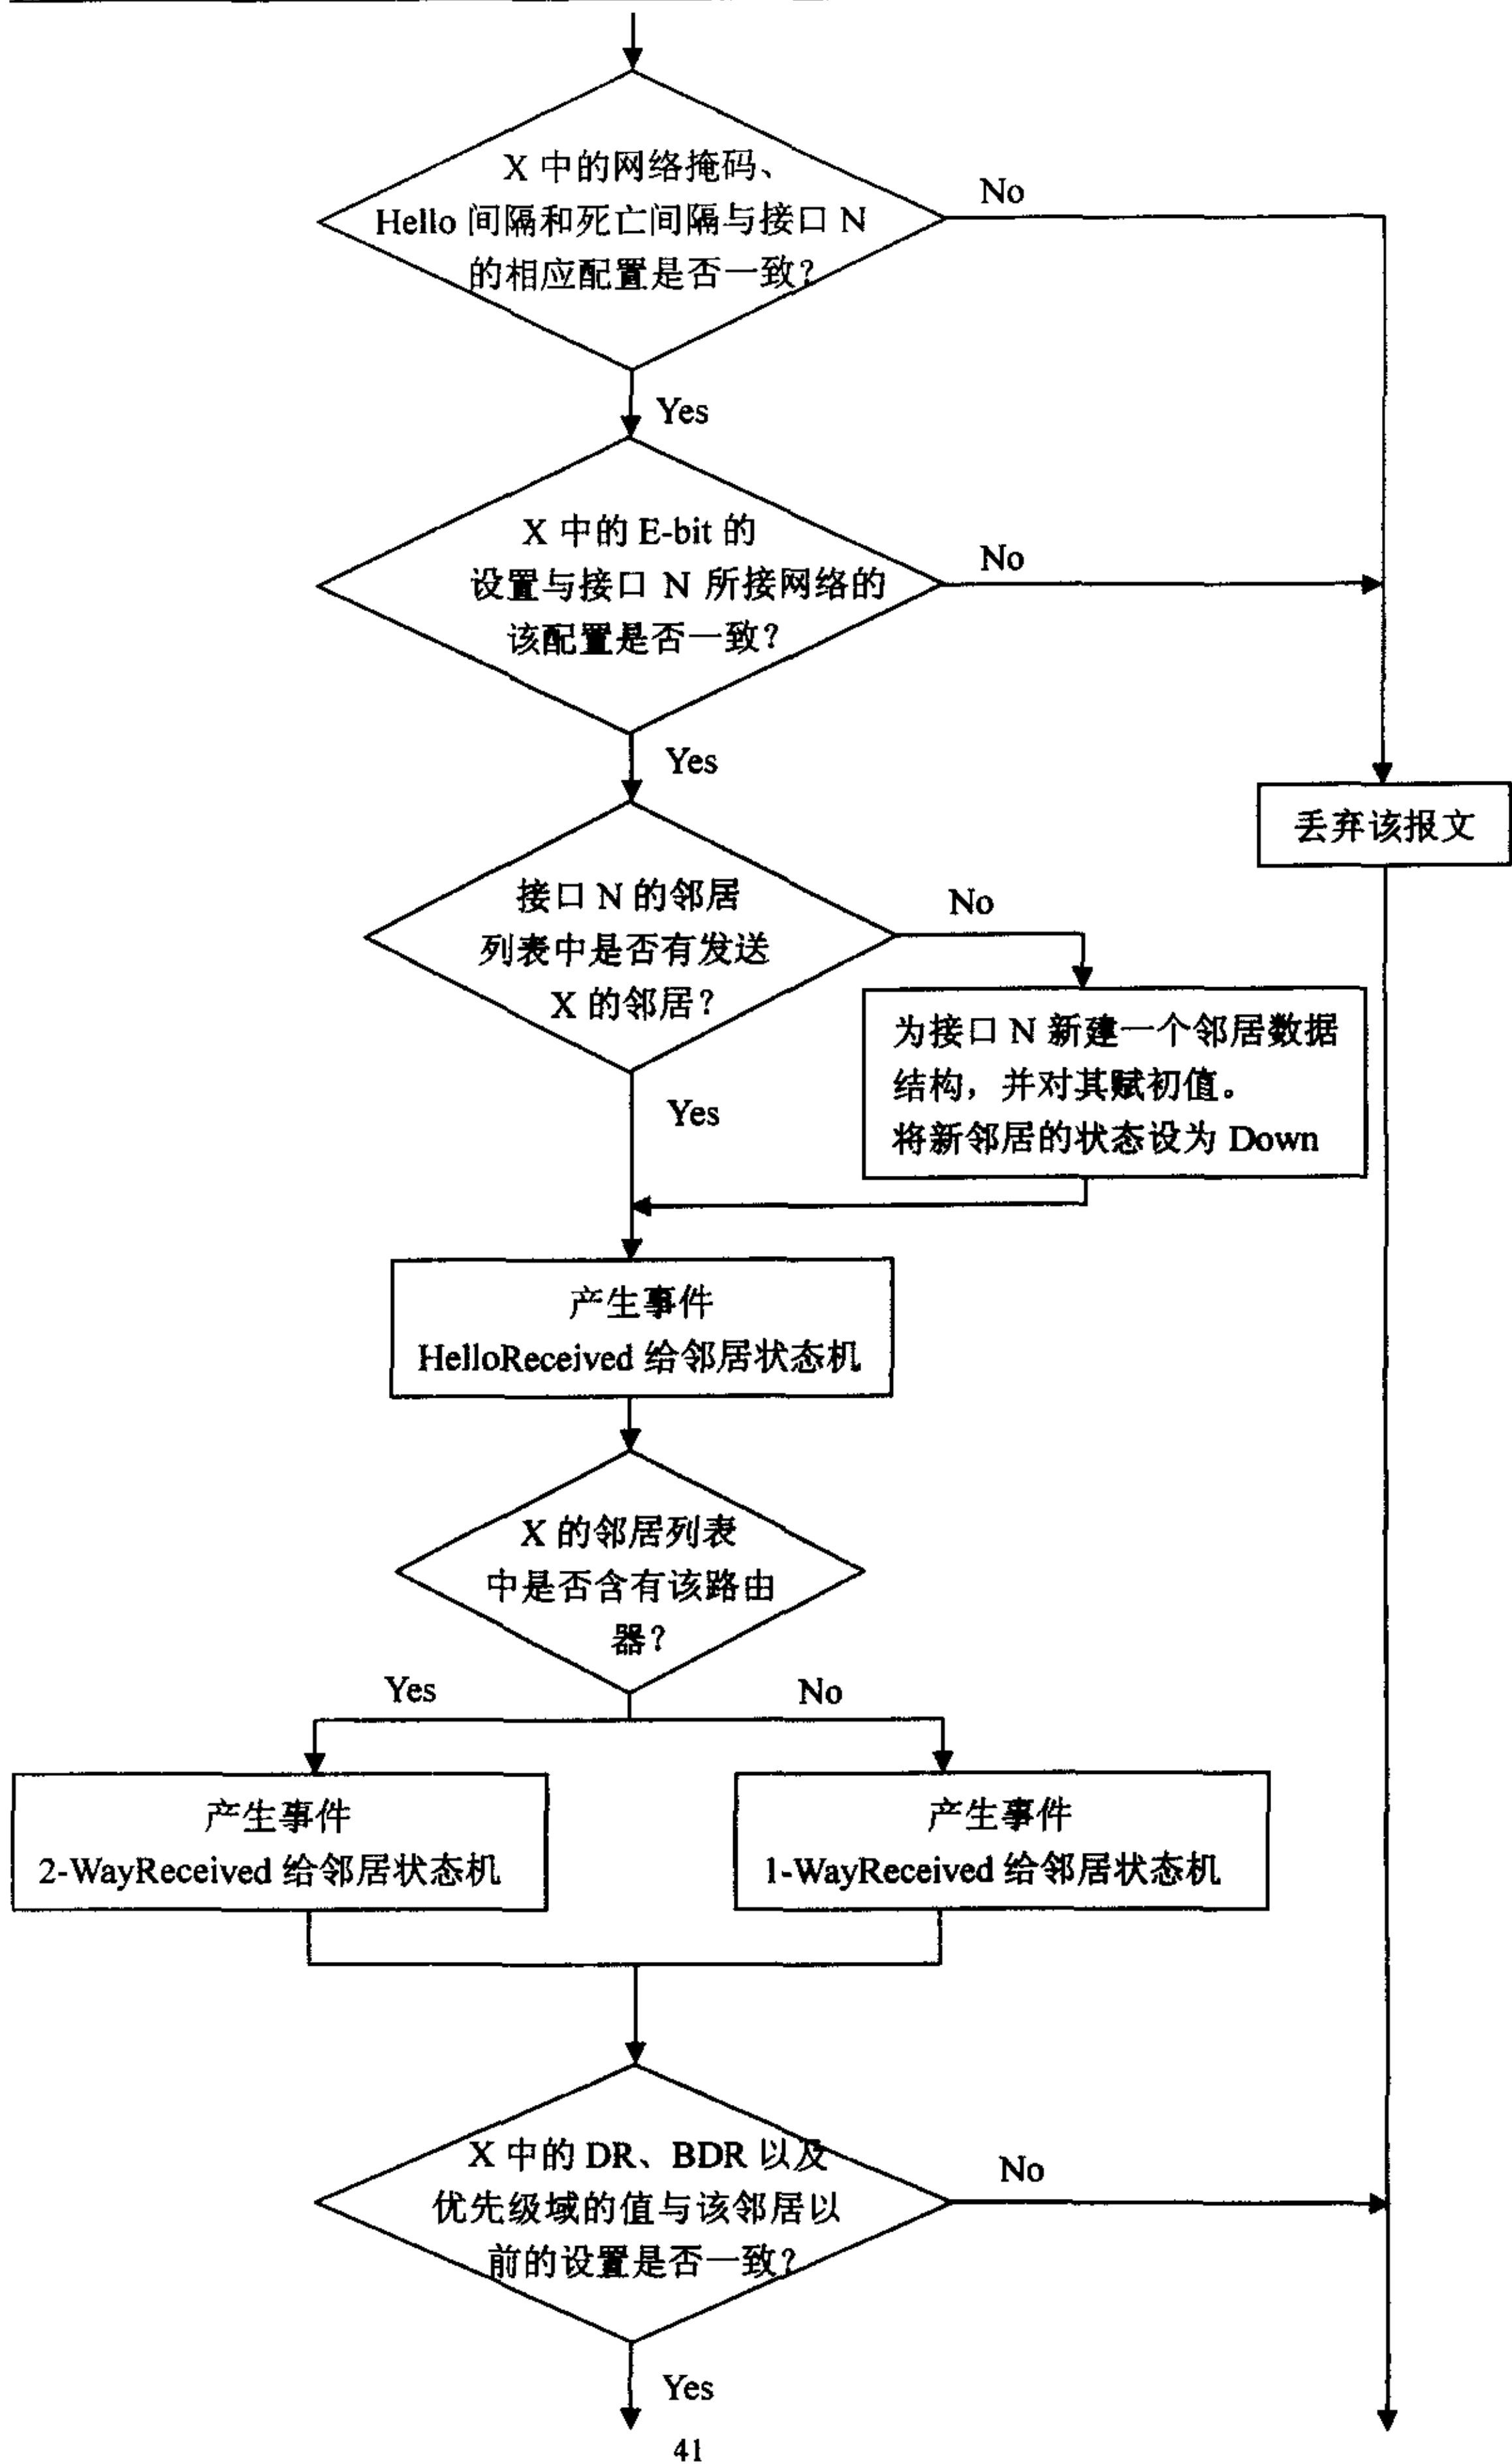 X 中的网络掩码、
Hello 间隔和死亡间隔与接口 N
的相应配置是否一致？
No
Yes
X 中的 E-bit 的
设置与接口 N 所接网络的
该配置是否一致？
No
Yes
丢弃该报文
接口 N 的邻居
列表中是否有发送
X 的邻居？
No
为接口 N 新建一个邻居数据
结构，并对其赋初值。
将新邻居的状态设为 Down
Yes
产生事件
HelloReceived 给邻居状态机
X 的邻居列表
中是否含有该路由
器？
Yes
No
产生事件
2-WayReceived 给邻居状态机
产生事件
1-WayReceived 给邻居状态机
X 中的 DR、BDR 以及
优先级域的值与该邻居以
前的设置是否一致？
No
Yes
41